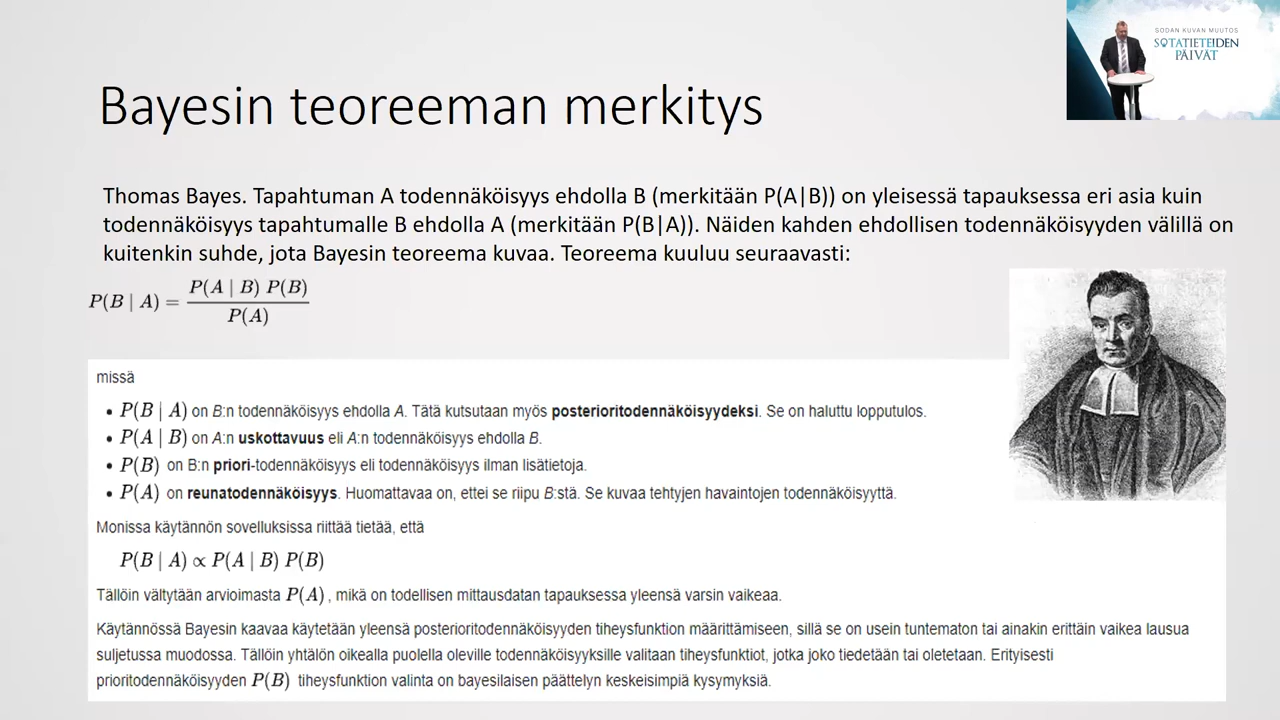 SODAN KUVAN MUUTOS
SOTATIETEIDEN
PÄIVÄT
Bayesin teoreeman merkitys
Thomas Bayes. Tapahtuman A todennäköisyys ehdolla B (merkitään P(A|B)) on yleisessä tapauksessa eri asia kuin
todennäköisyys tapahtumalle B ehdolla A (merkitään P(B|A)). Näiden kahden ehdollisen todennäköisyyden välillä on
kuitenkin suhde, jota Bayesin teoreema kuvaa. Teoreema kuuluu seuraavasti:
P(B | A) = P(A | B) P(B) / P(A)
missä
• P(B | A) on B:n todennäköisyys ehdolla A. Tätä kutsutaan myös posterioritodennäköisyydeksi. Se on haluttu lopputulos.
• P(A | B) on A:n uskottavuus eli A:n todennäköisyys ehdolla B.
• P(B) on B:n priori-todennäköisyys eli todennäköisyys ilman lisätietoja.
• P(A) on reunatodennäköisyys. Huomattavaa on, ettei se riipu B:stä. Se kuvaa tehtyjen havaintojen todennäköisyyttä.
Monissa käytännön sovelluksissa riittää tietää, että
P(B | A) ∝ P(A | B) P(B)
Tällöin vältytään arvioimasta P(A), mikä on todellisen mittausdatan tapauksessa yleensä varsin vaikeaa.
Käytännössä Bayesin kaavaa käytetään yleensä posterioritodennäköisyyden tiheysfunktion määrittämiseen, sillä se on usein tuntematon tai ainakin erittäin vaikea lausua
suljetussa muodossa. Tällöin yhtälön oikealla puolella oleville todennäköisyyksille valitaan tiheysfunktiot, jotka joko tiedetään tai oletetaan. Erityisesti
prioritodennäköisyyden P(B) tiheysfunktion valinta on bayesilaisen päättelyn keskeisimpiä kysymyksiä.